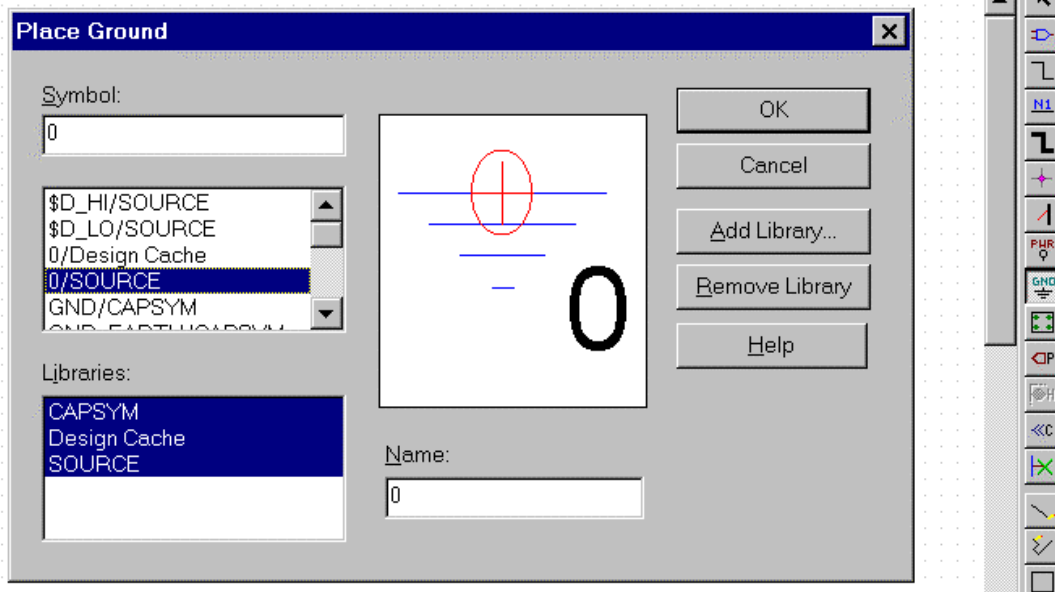 Place Ground
Symbol:
0
$D_HI/SOURCE
$D_LO/SOURCE
0/Design Cache
0/SOURCE
GND/CAPSYM
Libraries:
CAPSYM
Design Cache
SOURCE
0
Name:
0
OK
Cancel
Add Library...
Remove Library
Help
N1
PWR
GND
P
H
C